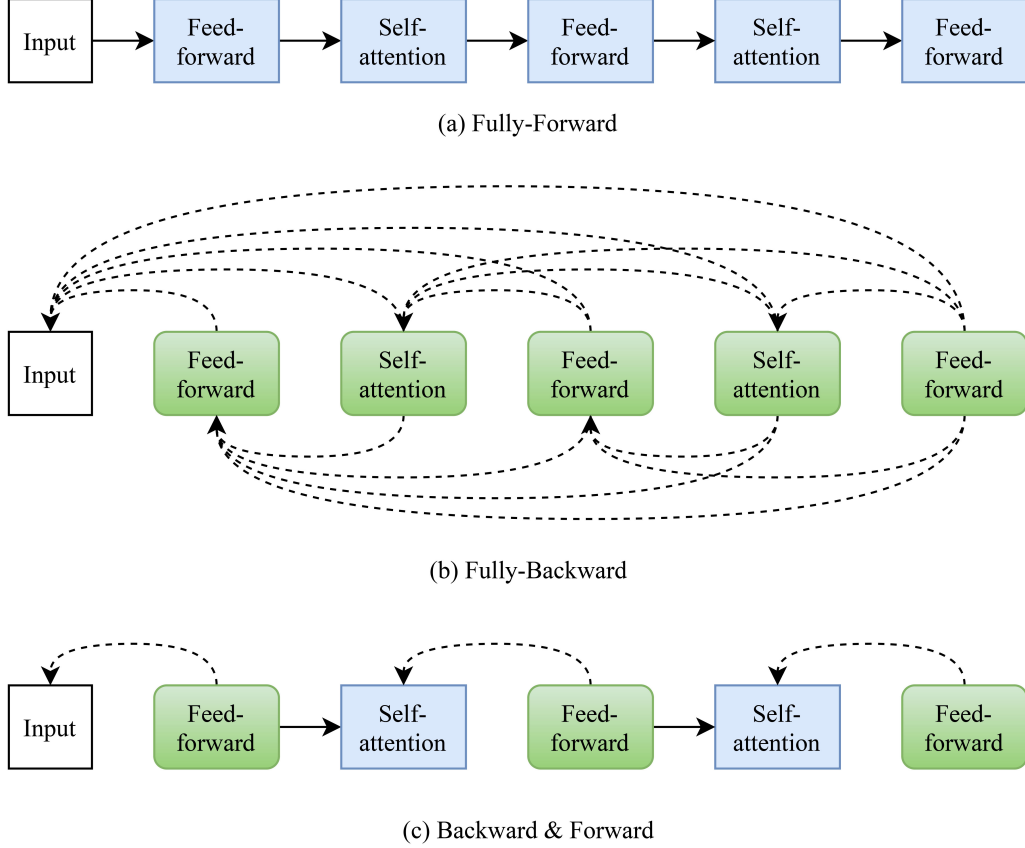 Input
Feed-
forward
Self-
attention
Feed-
forward
Self-
attention
Feed-
forward
(a) Fully-Forward
Input
Feed-
forward
Self-
attention
Feed-
forward
Self-
attention
Feed-
forward
(b) Fully-Backward
Input
Feed-
forward
Self-
attention
Feed-
forward
Self-
attention
Feed-
forward
(c) Backward & Forward